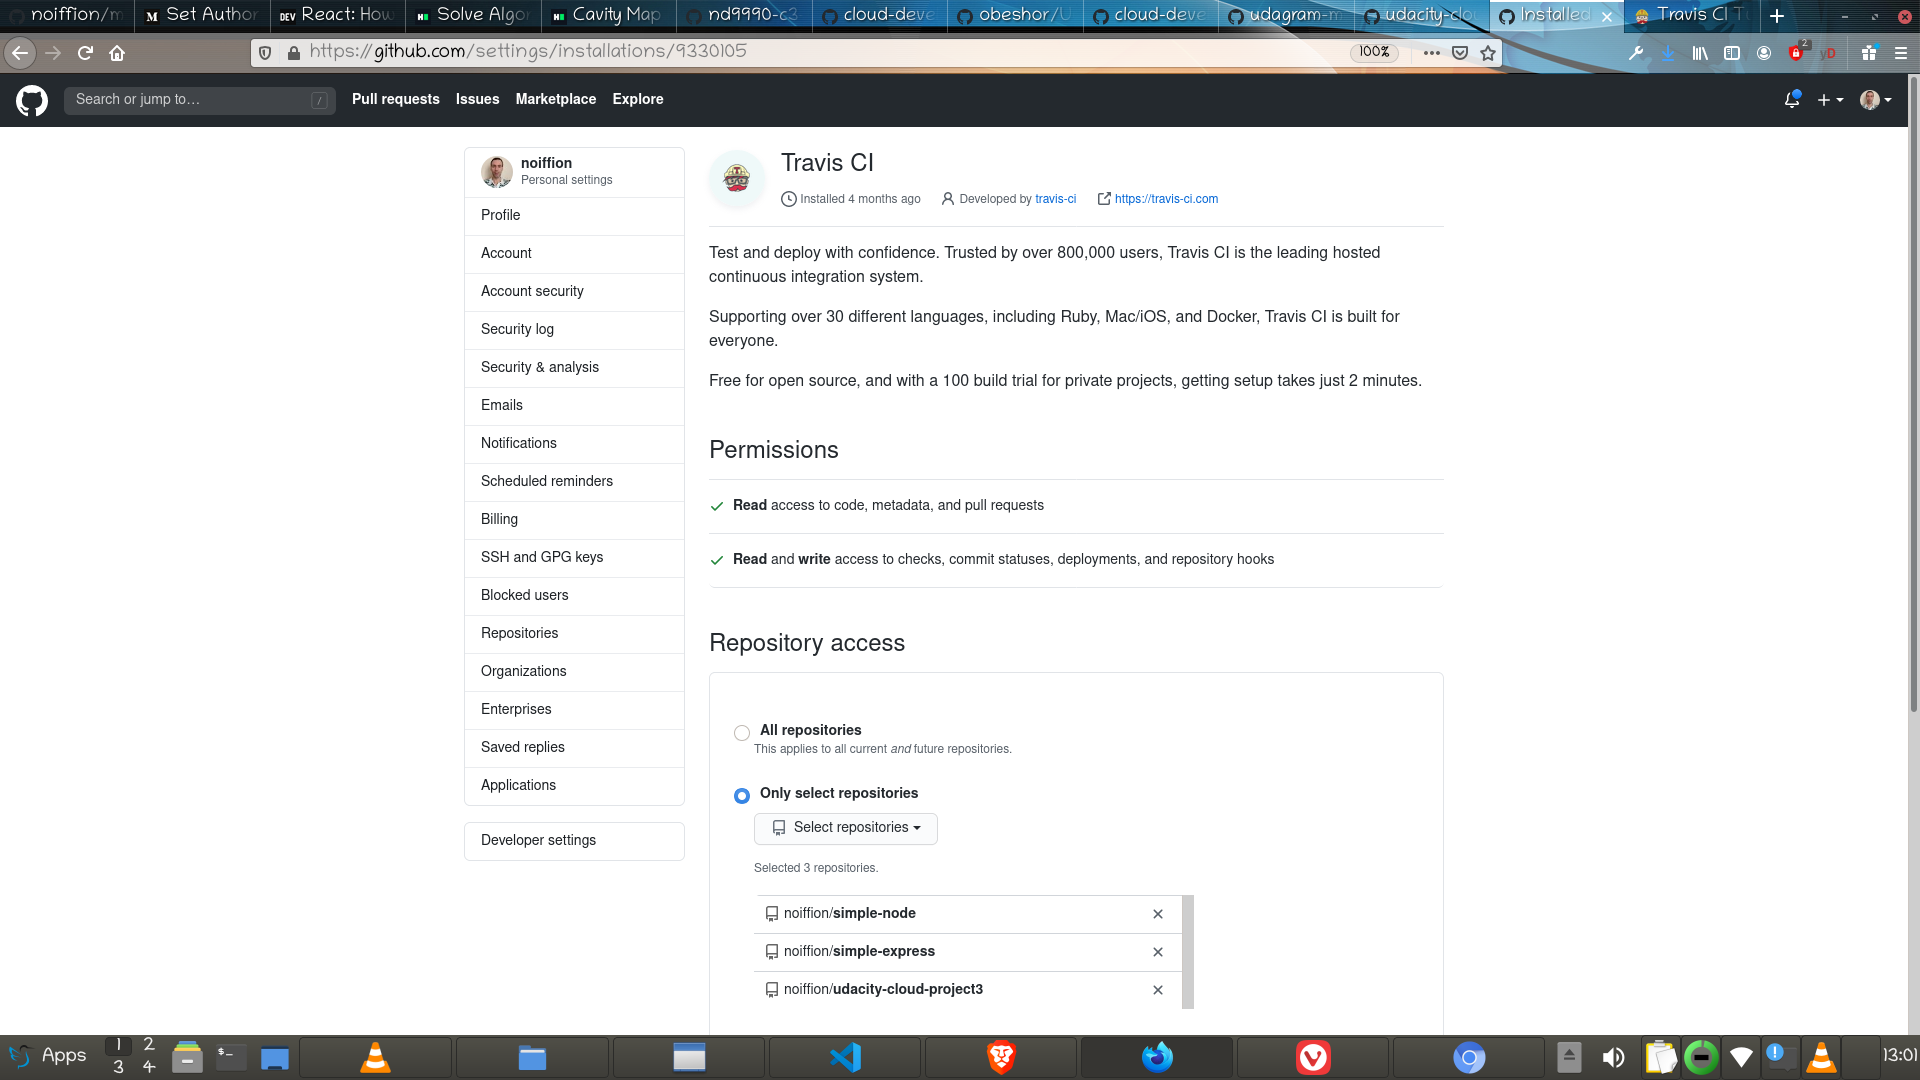 noiffion/m
Set Author
React: How
Solve Algor
Cavity Map
nd9990-c3
cloud-deve
obeshor/U
cloud-deve
udagram-m
udacity-clou
Installed
Travis CI Tu
https://github.com/settings/installations/9330105
100%
2
yD
Search or jump to…
/
Pull requests
Issues
Marketplace
Explore
noiffion
Personal settings
Profile
Account
Account security
Security log
Security & analysis
Emails
Notifications
Scheduled reminders
Billing
SSH and GPG keys
Blocked users
Repositories
Organizations
Enterprises
Saved replies
Applications
Developer settings
Travis CI
Installed 4 months ago
Developed by travis-ci
https://travis-ci.com
Test and deploy with confidence. Trusted by over 800,000 users, Travis CI is the leading hosted
continuous integration system.
Supporting over 30 different languages, including Ruby, Mac/iOS, and Docker, Travis CI is built for
everyone.
Free for open source, and with a 100 build trial for private projects, getting setup takes just 2 minutes.
Permissions
Read access to code, metadata, and pull requests
Read and write access to checks, commit statuses, deployments, and repository hooks
Repository access
All repositories
This applies to all current and future repositories.
Only select repositories
Select repositories
Selected 3 repositories.
noiffion/simple-node
noiffion/simple-express
noiffion/udacity-cloud-project3
Apps
1 2
3 4
13:01